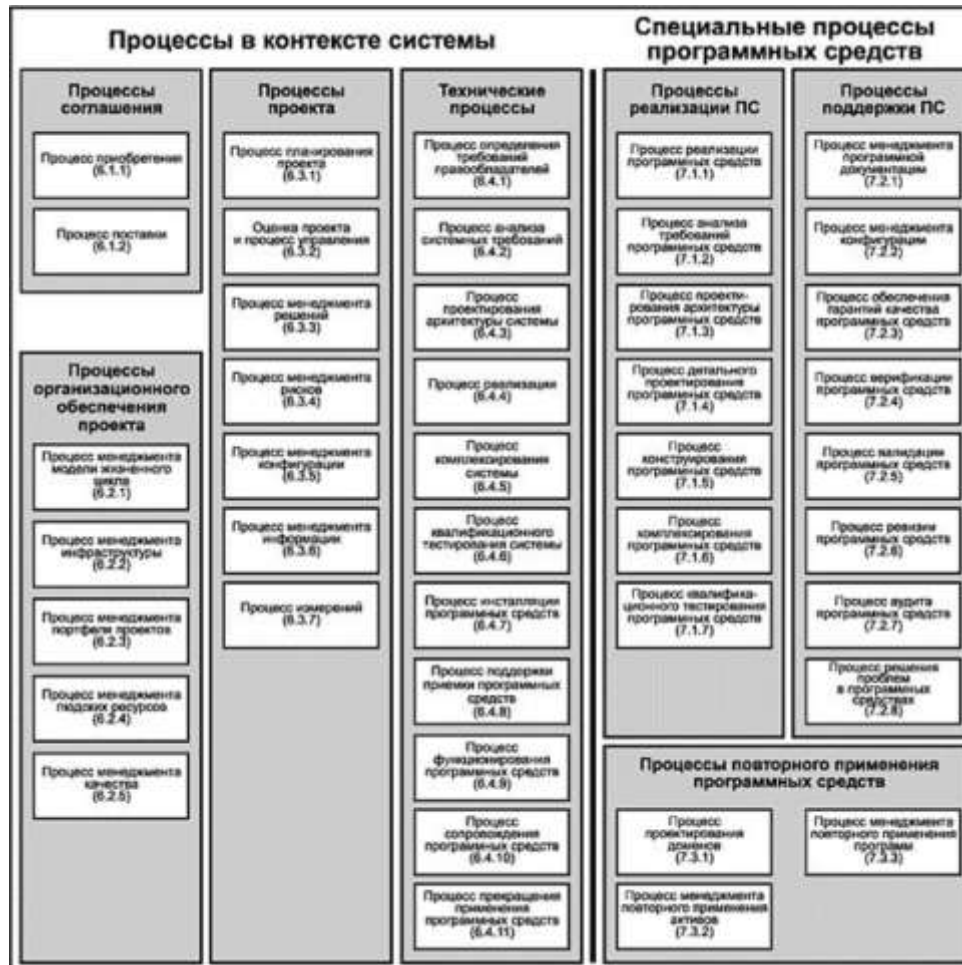 Процессы в контексте системы
Специальные процессы
программных средств
Процессы
соглашения
Процесс приобретения
(6.1.1)
Процесс поставки
(6.1.2)
Процессы
организационного
обеспечения
проекта
Процесс менеджмента
модели жизненного
цикла
(6.2.1)
Процесс менеджмента
инфраструктуры
(6.2.2)
Процесс менеджмента
портфеля проектов
(6.2.3)
Процесс менеджмента
людских ресурсов
(6.2.4)
Процесс менеджмента
качества
(6.2.5)
Процессы
проекта
Процесс планирования
проекта
(6.3.1)
Оценка проекта
и процесс управления
(6.3.2)
Процесс менеджмента
решений
(6.3.3)
Процесс менеджмента
рисков
(6.3.4)
Процесс менеджмента
конфигурации
(6.3.5)
Процесс менеджмента
информации
(6.3.6)
Процесс измерений
(6.3.7)
Технические
процессы
Процесс определения
требований
правообладателей
(6.4.1)
Процесс анализа
системных требований
(6.4.2)
Процесс
проектирования
архитектуры системы
(6.4.3)
Процесс реализации
(6.4.4)
Процесс
комплексирования
системы
(6.4.5)
Процесс
квалификационного
тестирования системы
(6.4.6)
Процесс инсталляции
программных средств
(6.4.7)
Процесс поддержки
приемки программных
средств
(6.4.8)
Процесс
функционирования
программных средств
(6.4.9)
Процесс
сопровождения
программных средств
(6.4.10)
Процесс прекращения
применения
программных средств
(6.4.11)
Процессы
реализации ПС
Процесс реализации
программных средств
(7.1.1)
Процесс анализа
требований
программных средств
(7.1.2)
Процесс проекти-
рования архитектуры
программных средств
(7.1.3)
Процесс детального
проектирования
программных средств
(7.1.4)
Процесс
конструирования
программных средств
(7.1.5)
Процесс
комплексирования
программных средств
(7.1.6)
Процесс квалифика-
ционного тестирования
программных средств
(7.1.7)
Процессы
поддержки ПС
Процесс менеджмента
программной
документации
(7.2.1)
Процесс менеджмента
конфигурации
(7.2.2)
Процесс обеспечения
гарантий качества
программных средств
(7.2.3)
Процесс верификации
программных средств
(7.2.4)
Процесс валидации
программных средств
(7.2.5)
Процесс ревизии
программных средств
(7.2.6)
Процесс аудита
программных средств
(7.2.7)
Процесс решения
проблем
в программных
средствах
(7.2.8)
Процессы повторного применения
программных средств
Процесс
проектирования
доменов
(7.3.1)
Процесс менеджмента
повторного применения
активов
(7.3.2)
Процесс менеджмента
повторного применения
программ
(7.3.3)